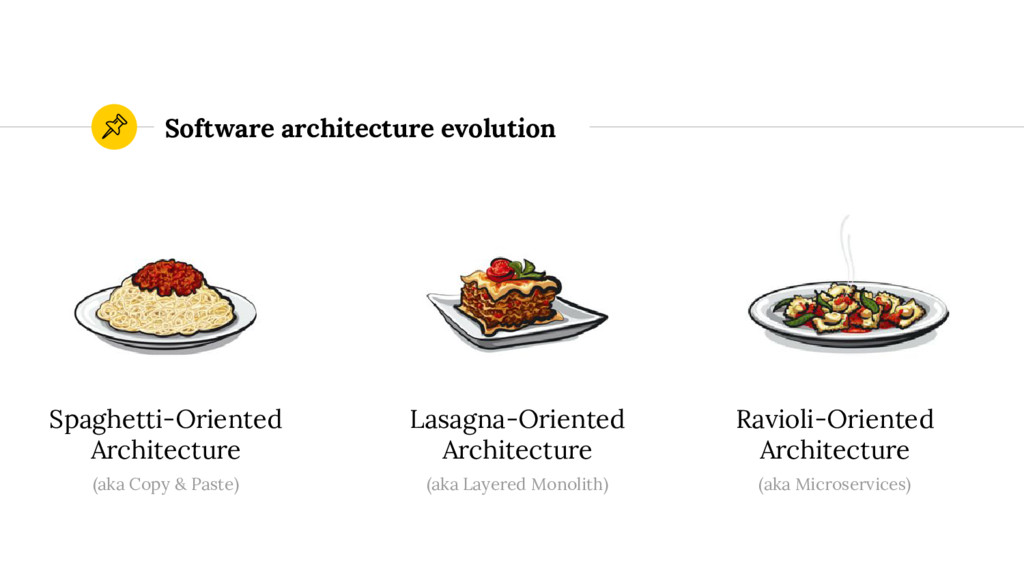 Software architecture evolution
Spaghetti-Oriented
Architecture
(aka Copy & Paste)
Lasagna-Oriented
Architecture
(aka Layered Monolith)
Ravioli-Oriented
Architecture
(aka Microservices)